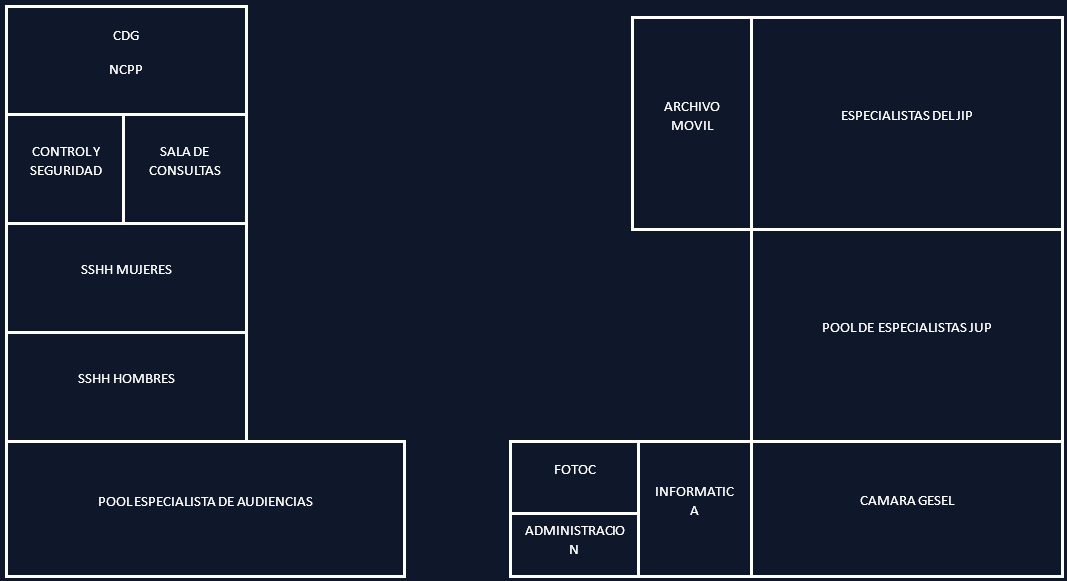 CDG
NCPP
CONTROL Y
SEGURIDAD
SALA DE
CONSULTAS
SSHH MUJERES
SSHH HOMBRES
POOL ESPECIALISTA DE AUDIENCIAS
ARCHIVO
MOVIL
ESPECIALISTAS DEL JIP
POOL DE ESPECIALISTAS JUP
FOTOC
ADMINISTRACIO
N
INFORMATIC
A
CAMARA GESEL